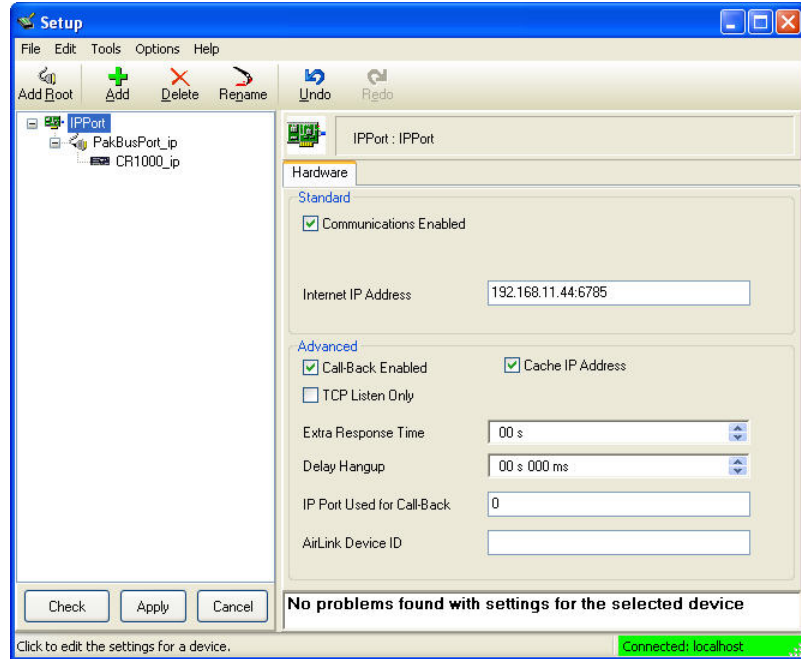 Setup
File Edit Tools Options Help
Add Root Add Delete Rename Undo Redo
IPPort
PakBusPort_ip
CR1000_ip
IPPort : IPPort
Hardware
Standard
Communications Enabled
Internet IP Address 192.168.11.44:6785
Advanced
Call-Back Enabled Cache IP Address
TCP Listen Only
Extra Response Time 00 s
Delay Hangup 00 s 000 ms
IP Port Used for Call-Back 0
AirLink Device ID
Check Apply Cancel
No problems found with settings for the selected device
Click to edit the settings for a device. Connected: localhost